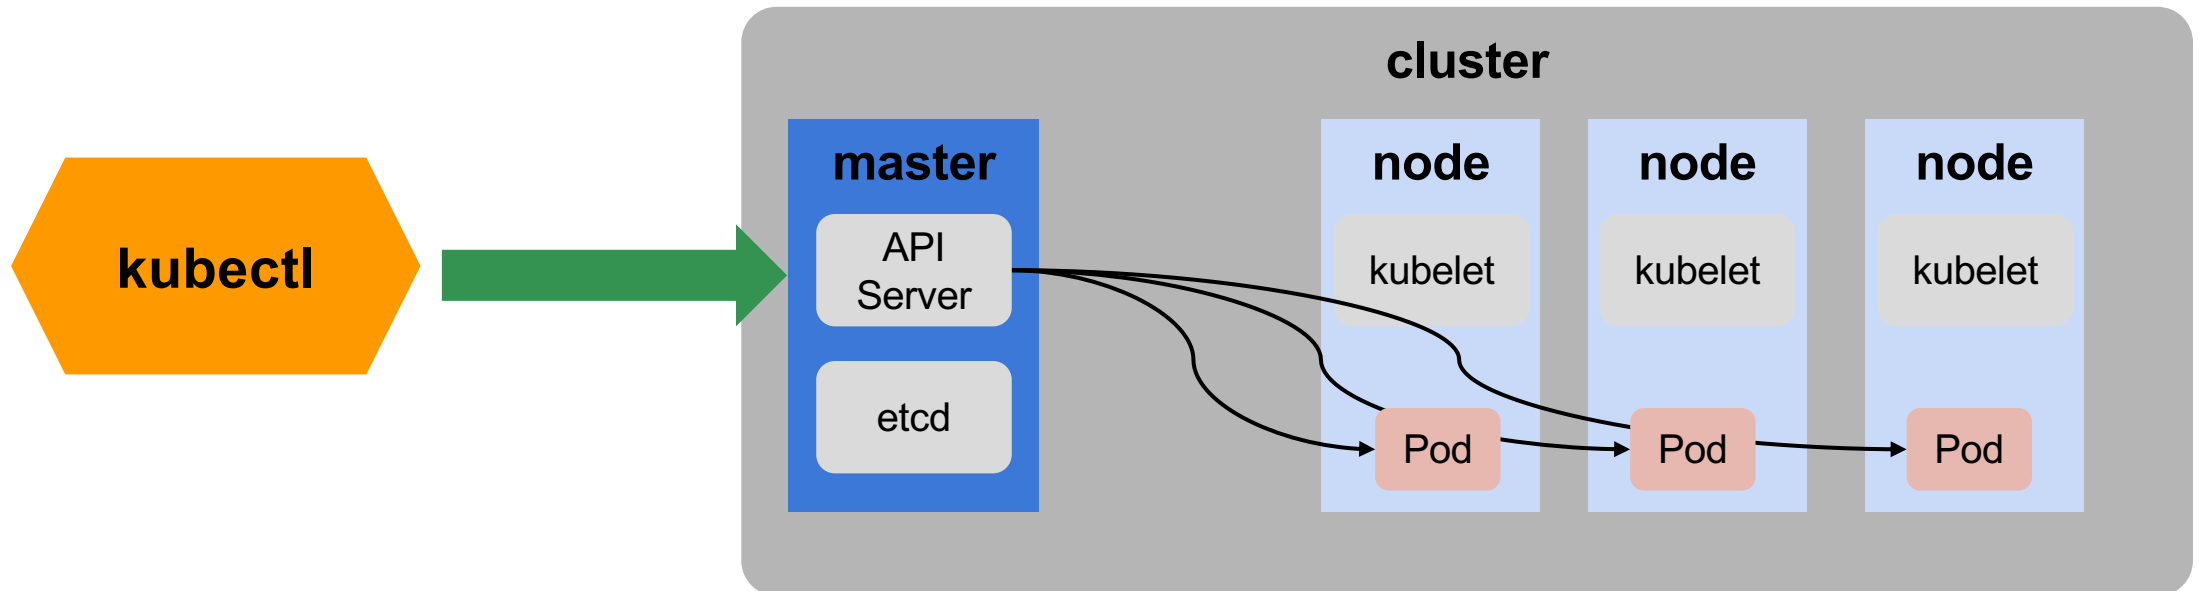 cluster
kubectl
master
API
Server
etcd
node
kubelet
Pod
node
kubelet
Pod
node
kubelet
Pod